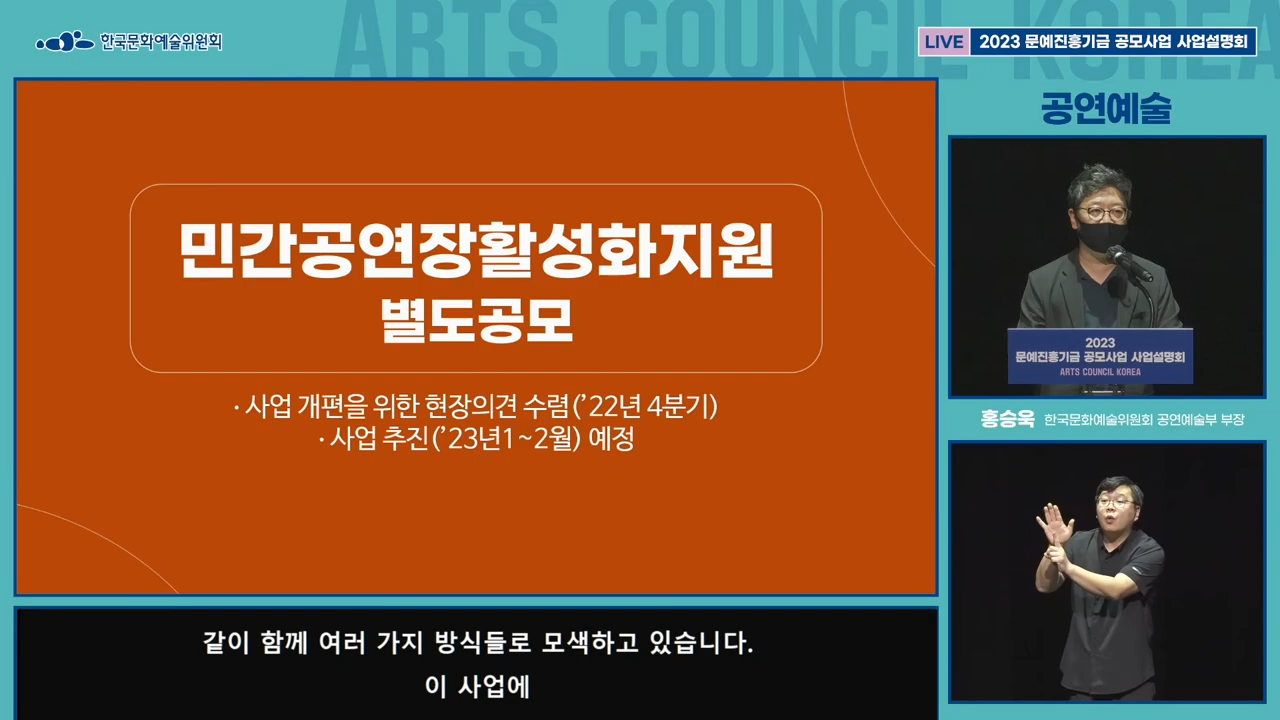 ARTS COUNCIL KOREA
한국문화예술위원회
LIVE 2023 문예진흥기금 공모사업 사업설명회
공연예술
민간공연장활성화지원
별도공모
· 사업 개편을 위한 현장의견 수렴(’22년 4분기)
· 사업 추진(’23년1~2월) 예정
2023
문예진흥기금 공모사업 사업설명회
ARTS COUNCIL KOREA
홍승욱 한국문화예술위원회 공연예술부 부장
같이 함께 여러 가지 방식들로 모색하고 있습니다.
이 사업에